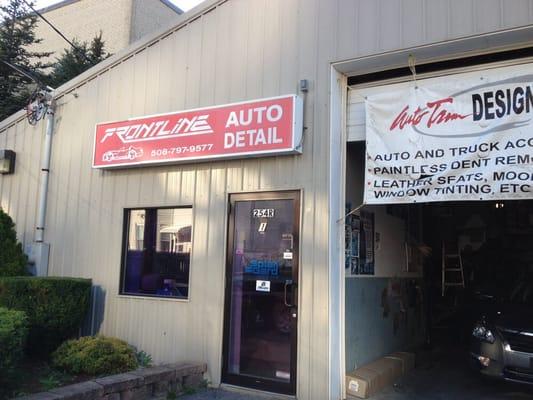 FRONTLINE
508-797-9577
AUTO
DETAIL
254R
1
Auto Trim DESIGN
• AUTO AND TRUCK ACC
• PAINTLESS DENT REM
• LEATHER SEATS, MOO
WINDOW TINTING, ETC